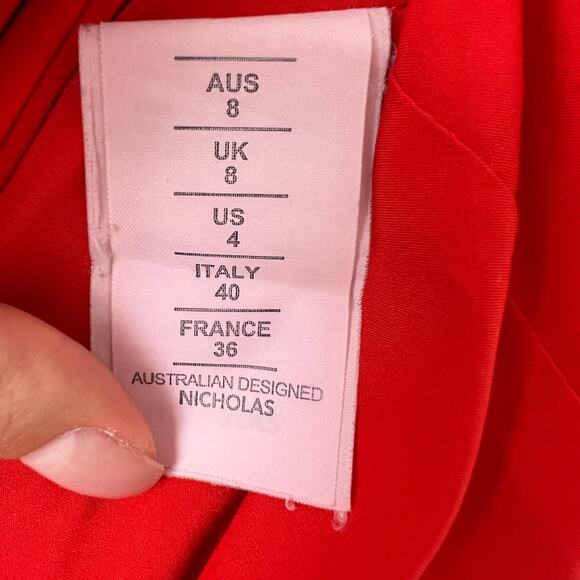 AUS
8
UK
8
US
4
ITALY
40
FRANCE
36
AUSTRALIAN DESIGNED
NICHOLAS